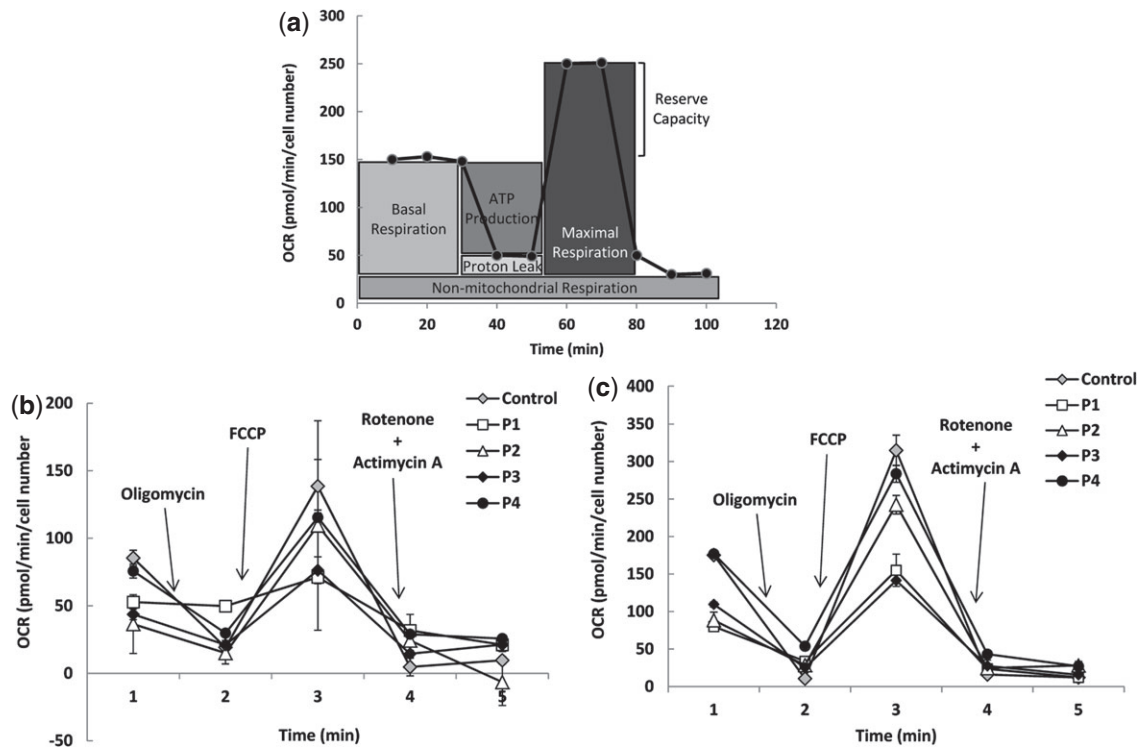 (a)
300
250
200
150
100
50
0
OCR (pmol/min/cell number)
Reserve
Capacity
Basal
Respiration
ATP
Production
Maximal
Respiration
Proton Leak
Non-mitochondrial Respiration
0 20 40 60 80 100 120
Time (min)
(b)
200
150
100
50
0
-50
OCR (pmol/min/cell number)
Oligomycin
FCCP
Rotenone
+
Actimycin A
Control
P1
P2
P3
P4
1 2 3 4 5
Time (min)
(c)
400
350
300
250
200
150
100
50
0
OCR (pmol/min/cell number)
Oligomycin
FCCP
Rotenone
+
Actimycin A
Control
P1
P2
P3
P4
1 2 3 4 5
Time (min)